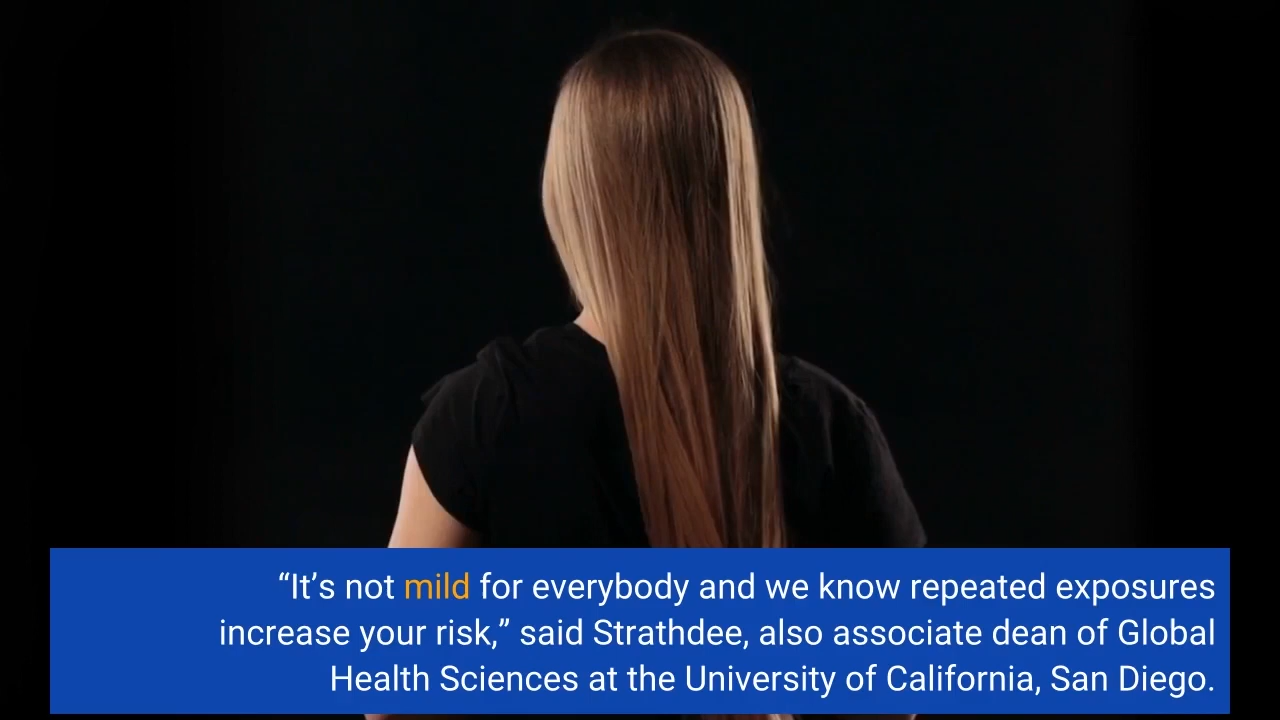 “It’s not mild for everybody and we know repeated exposures
increase your risk,” said Strathdee, also associate dean of Global
Health Sciences at the University of California, San Diego.